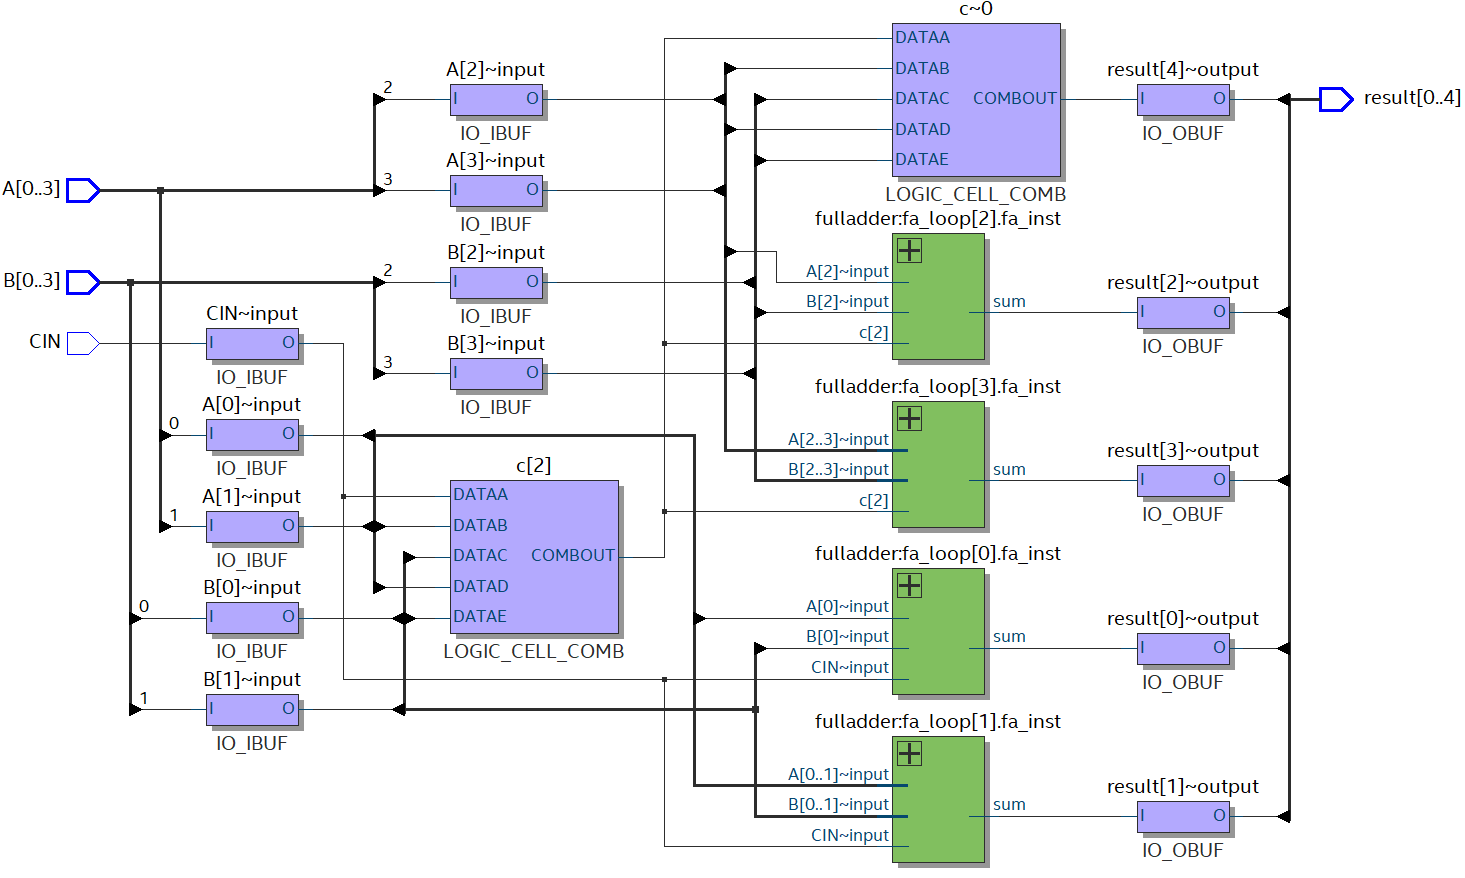 c~0
DATAA
DATAB
DATAC COMBOUT
DATAD
DATAE
LOGIC_CELL_COMB
A[2]~input
2
I O
IO_IBUF
A[3]~input
3
I O
IO_IBUF
B[2]~input
2
I O
IO_IBUF
B[3]~input
3
I O
IO_IBUF
A[0..3]
B[0..3]
CIN
CIN~input
I O
IO_IBUF
A[0]~input
0
I O
IO_IBUF
A[1]~input
1
I O
IO_IBUF
B[0]~input
0
I O
IO_IBUF
B[1]~input
1
I O
IO_IBUF
c[2]
DATAA
DATAB
DATAC COMBOUT
DATAD
DATAE
LOGIC_CELL_COMB
fulladder:fa_loop[2].fa_inst
A[2]~input
B[2]~input
sum
c[2]
fulladder:fa_loop[3].fa_inst
A[2..3]~input
B[2..3]~input
sum
c[2]
fulladder:fa_loop[0].fa_inst
A[0]~input
B[0]~input
sum
CIN~input
fulladder:fa_loop[1].fa_inst
A[0..1]~input
B[0..1]~input
sum
CIN~input
result[4]~output
I O
IO_OBUF
result[2]~output
I O
IO_OBUF
result[3]~output
I O
IO_OBUF
result[0]~output
I O
IO_OBUF
result[1]~output
I O
IO_OBUF
result[0..4]